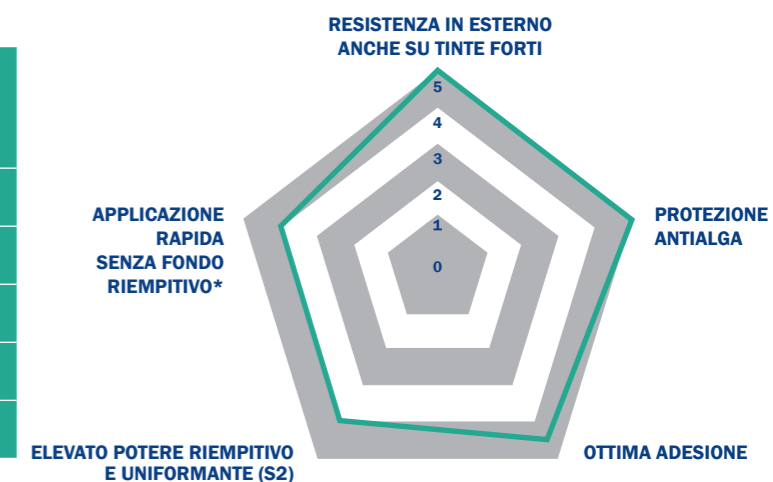 RESISTENZA IN ESTERNO
ANCHE SU TINTE FORTI
5
4
3
2
1
0
APPLICAZIONE
RAPIDA
SENZA FONDO
RIEMPITIVO*
PROTEZIONE
ANTIALGA
ELEVATO POTERE RIEMPITIVO
E UNIFORMANTE (S2)
OTTIMA ADESIONE